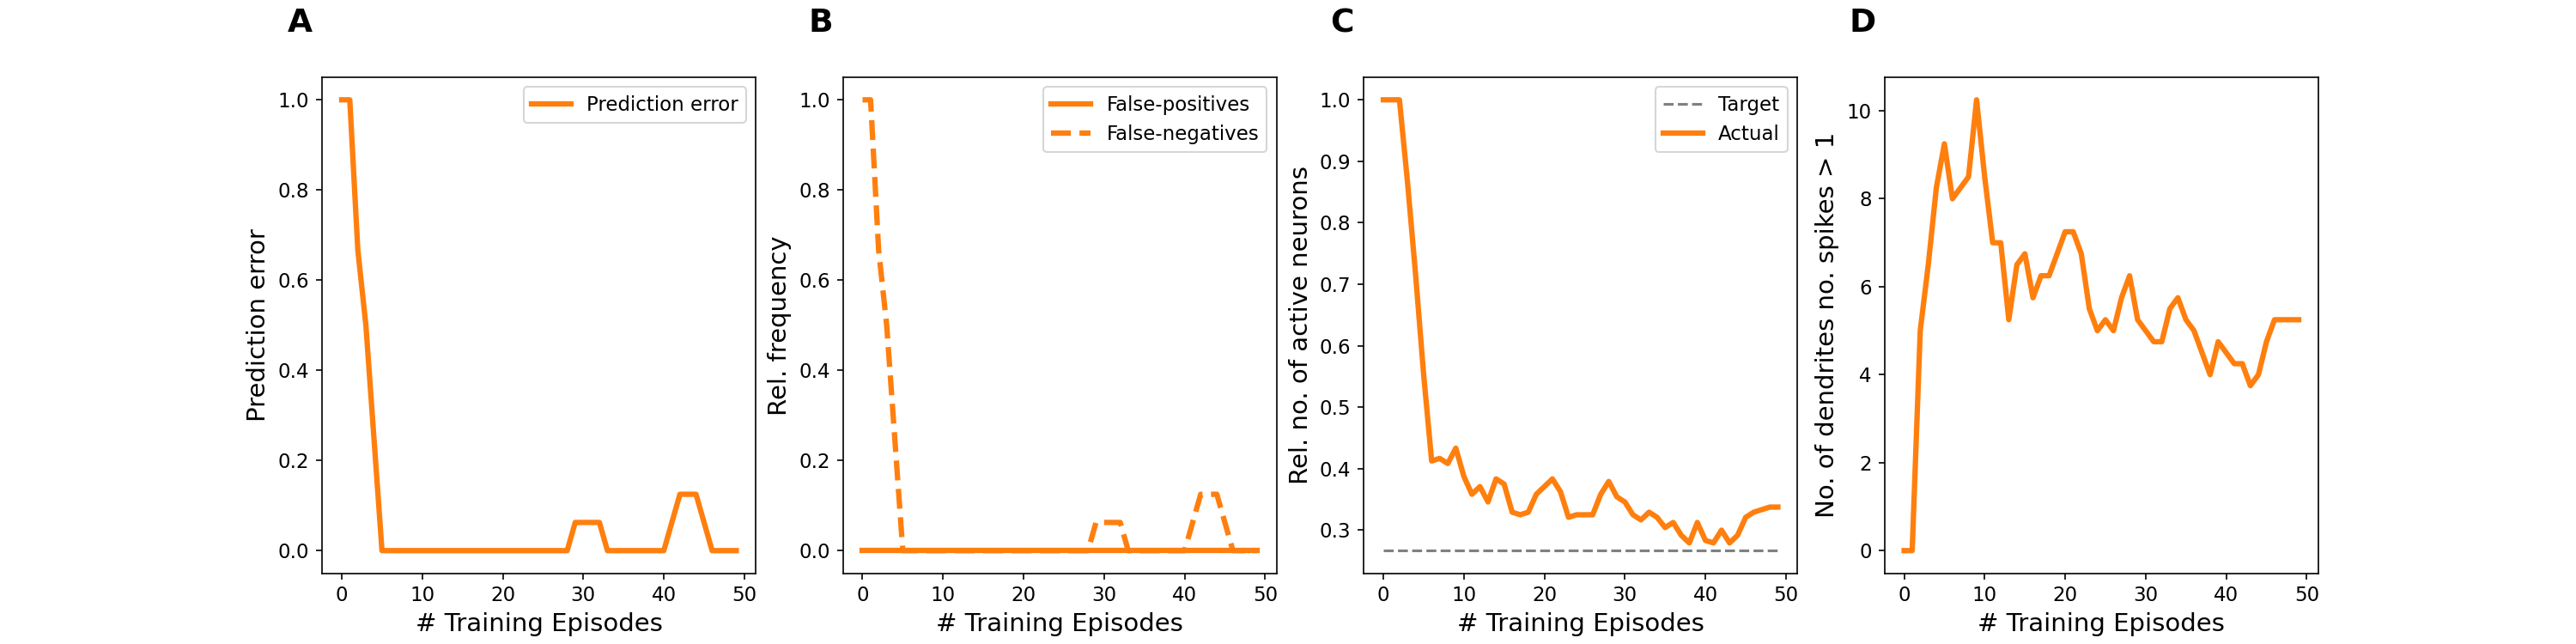 A
B
C
D
Prediction error
1.0
0.8
0.6
0.4
0.2
0.0
Prediction error
0
10
20
30
40
50
# Training Episodes
Rel. frequency
1.0
0.8
0.6
0.4
0.2
0.0
False-positives
False-negatives
0
10
20
30
40
50
# Training Episodes
Rel. no. of active neurons
1.0
0.9
0.8
0.7
0.6
0.5
0.4
0.3
Target
Actual
0
10
20
30
40
50
# Training Episodes
No. of dendrites no. spikes > 1
10
8
6
4
2
0
0
10
20
30
40
50
# Training Episodes